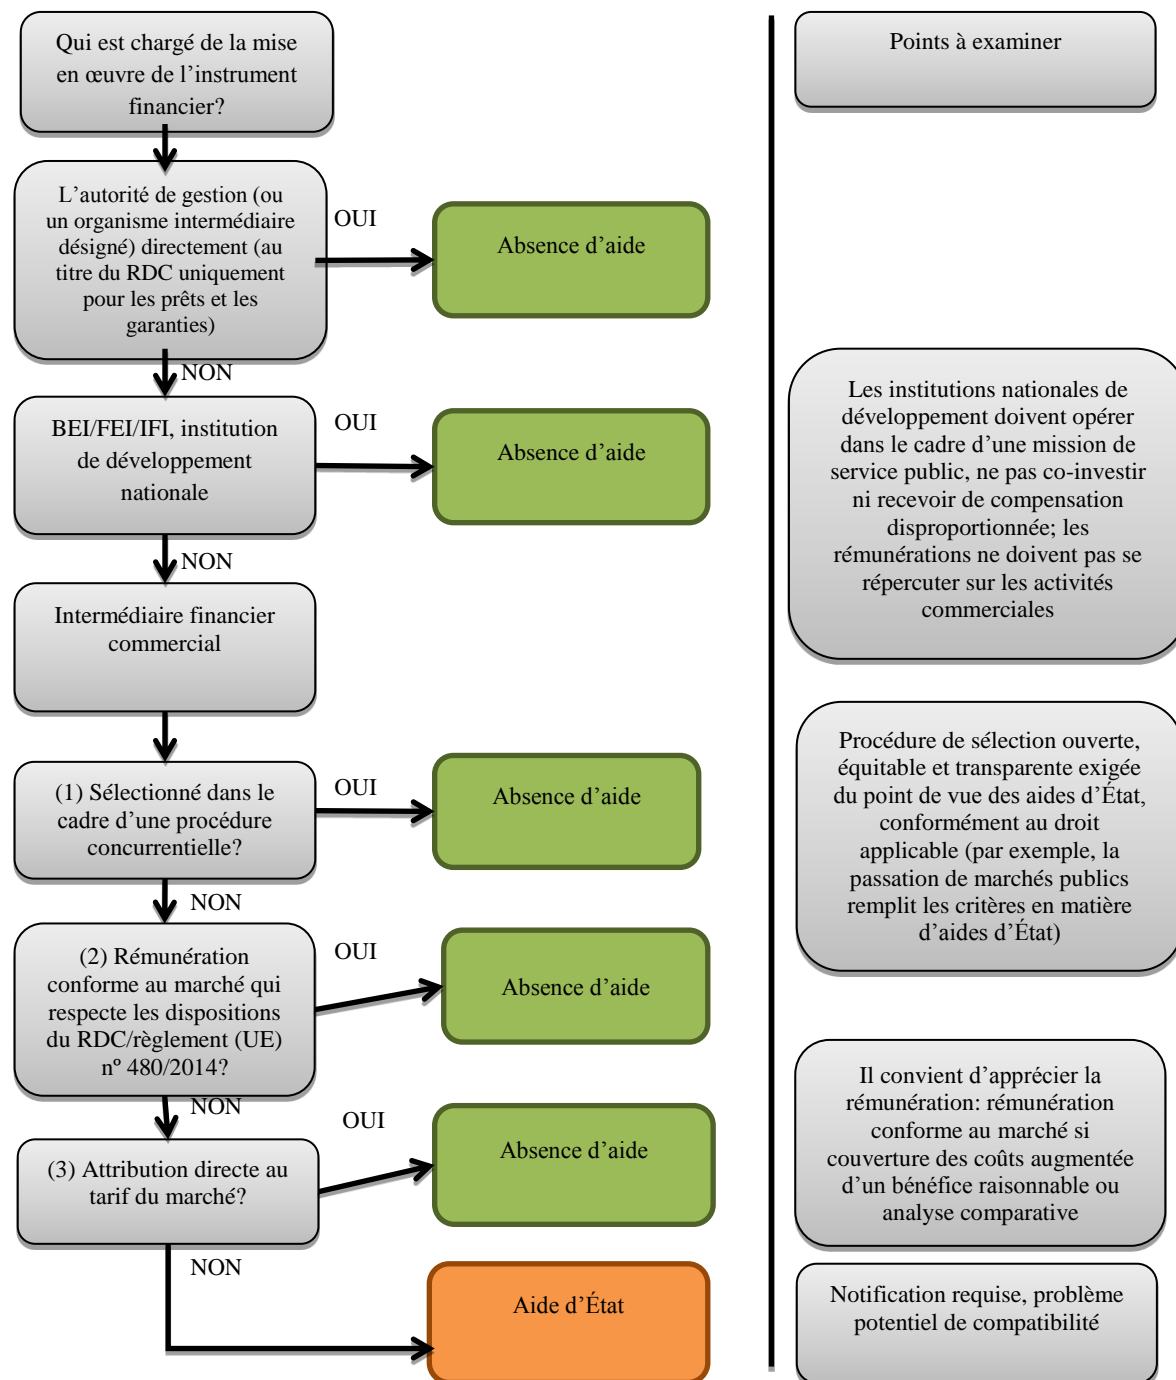 Qui est chargé de la mise
en œuvre de l’instrument
financier?
L’autorité de gestion (ou
un organisme intermédiaire
désigné) directement (au
titre du RDC uniquement
pour les prêts et les
garanties)
OUI
Absence d’aide
NON
BEI/FEI/IFI, institution
de développement
nationale
OUI
Absence d’aide
NON
Intermédiaire financier
commercial
(1) Sélectionné dans le
cadre d’une procédure
concurrentielle?
OUI
Absence d’aide
NON
(2) Rémunération
conforme au marché qui
respecte les dispositions
du RDC/règlement (UE)
nº 480/2014?
OUI
Absence d’aide
NON
(3) Attribution directe au
tarif du marché?
OUI
Absence d’aide
NON
Aide d’État
Points à examiner
Les institutions nationales de
développement doivent opérer
dans le cadre d’une mission de
service public, ne pas co-investir
ni recevoir de compensation
disproportionnée; les
rémunérations ne doivent pas se
répercuter sur les activités
commerciales
Procédure de sélection ouverte,
équitable et transparente exigée
du point de vue des aides d’État,
conformément au droit
applicable (par exemple, la
passation de marchés publics
remplit les critères en matière
d’aides d’État)
Il convient d’apprécier la
rémunération: rémunération
conforme au marché si
couverture des coûts augmentée
d’un bénéfice raisonnable ou
analyse comparative
Notification requise, problème
potentiel de compatibilité